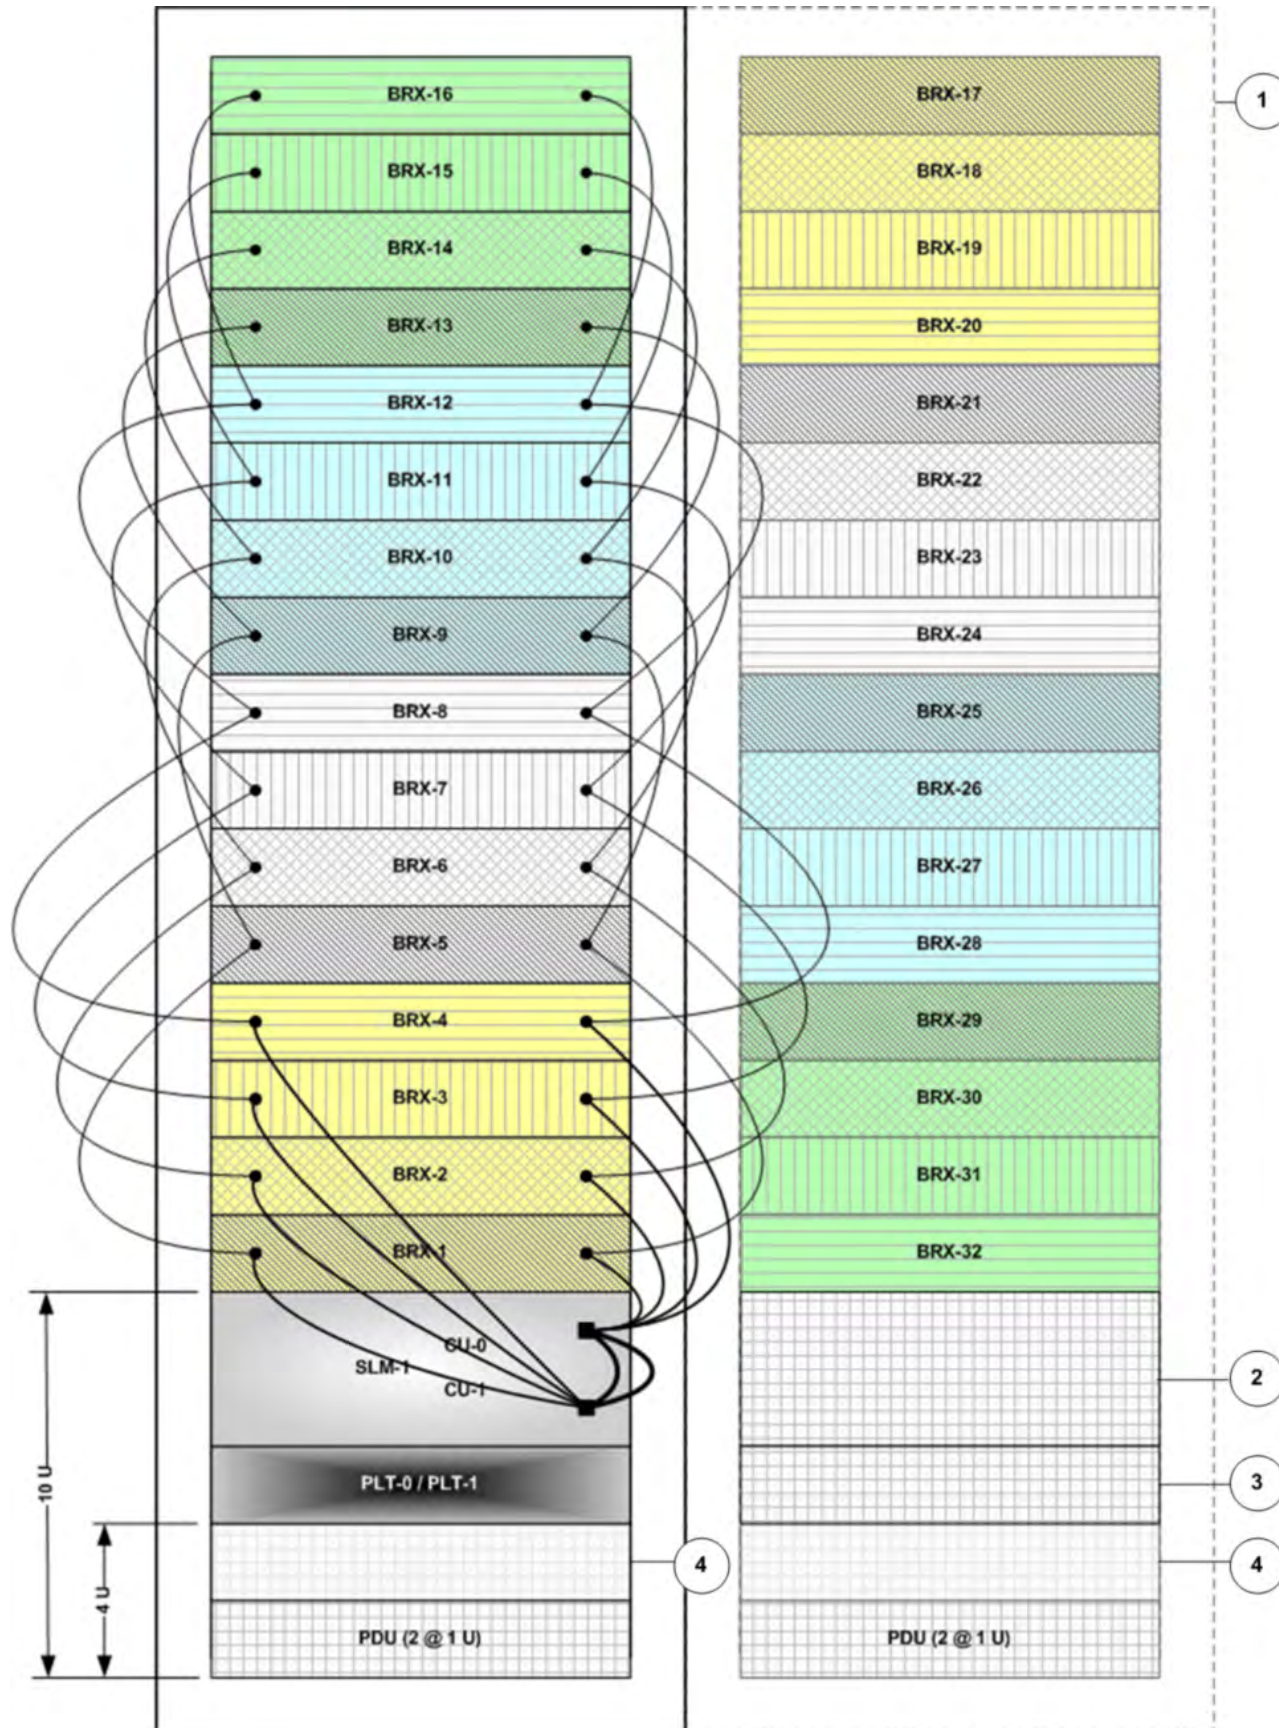 BRX-16
BRX-15
BRX-14
BRX-13
BRX-12
BRX-11
BRX-10
BRX-9
BRX-8
BRX-7
BRX-6
BRX-5
BRX-4
BRX-3
BRX-2
BRX-1
CU-0
SLM-1
CU-1
PLT-0 / PLT-1
PDU (2 @ 1 U)
10 U
4 U
4
BRX-17
BRX-18
BRX-19
BRX-20
BRX-21
BRX-22
BRX-23
BRX-24
BRX-25
BRX-26
BRX-27
BRX-28
BRX-29
BRX-30
BRX-31
BRX-32
PDU (2 @ 1 U)
1
2
3
4